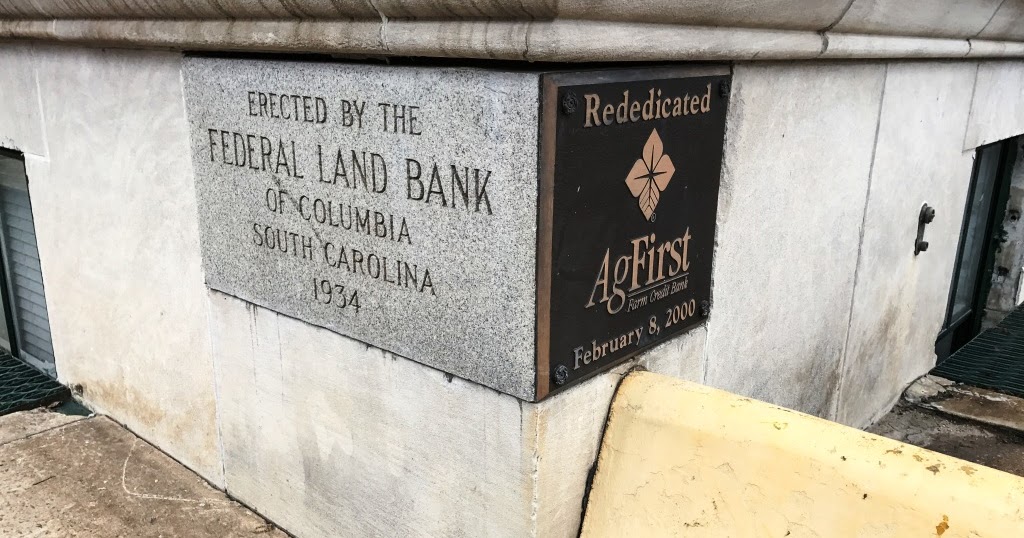 ERECTED BY THE
FEDERAL LAND BANK
OF COLUMBIA
SOUTH CAROLINA
1934
Rededicated
®
AgFirst
Farm Credit Bank
February 8, 2000